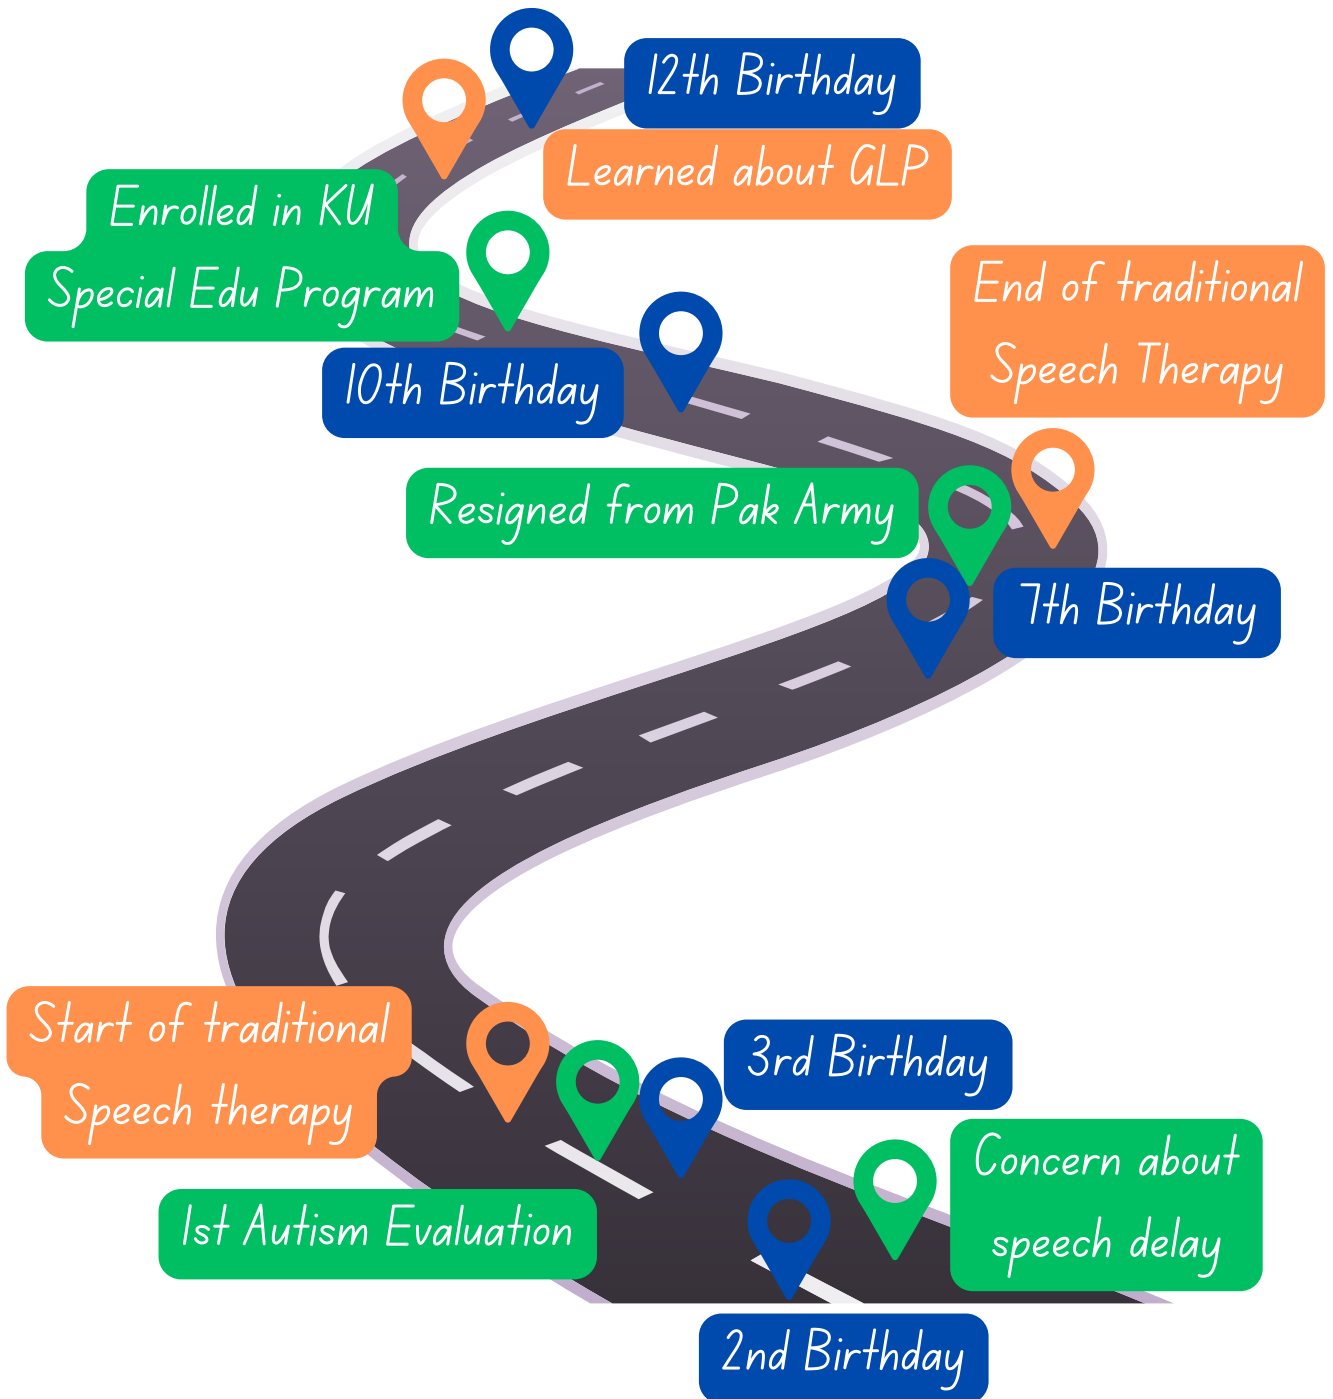 12th Birthday
Learned about GLP
Enrolled in KU
Special Edu Program
End of traditional
Speech Therapy
10th Birthday
Resigned from Pak Army
7th Birthday
Start of traditional
Speech therapy
3rd Birthday
Concern about
speech delay
1st Autism Evaluation
2nd Birthday